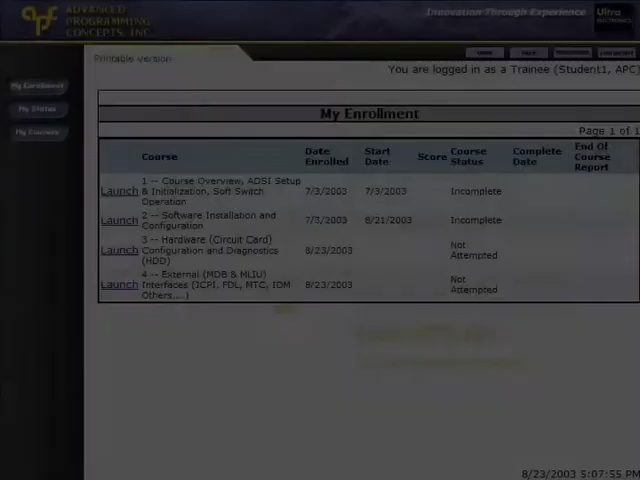 apc ADVANCED
PROGRAMMING
CONCEPTS, INC.
Innovation Through Experience
Ultra
ELECTRONICS
Printable version
You are logged in as a Trainee (Student1, APC)
My Enrollment
My Status
My Courses
My Enrollment
Page 1 of 1
Course Date Enrolled Start Date Score Course Status Complete Date End Of Course Report
Launch 1 -- Course Overview, ADSI Setup & Initialization, Soft Switch Operation 7/3/2003 7/3/2003 Incomplete
Launch 2 -- Software Installation and Configuration 7/3/2003 8/21/2003 Incomplete
Launch 3 -- Hardware (Circuit Card) Configuration and Diagnostics (HDD) 8/23/2003 Not Attempted
Launch 4 -- External (MDB & MLIU) Interfaces (ICPI, FDL, MTC, IDM Others....) 8/23/2003 Not Attempted
8/23/2003 5:07:55 PM